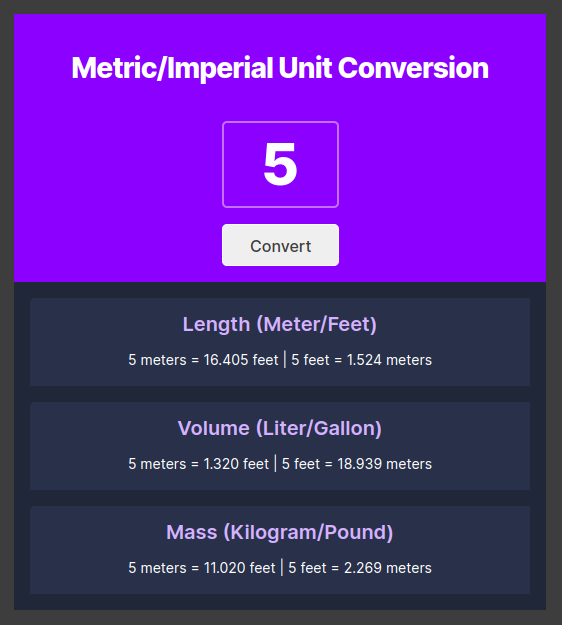 Metric/Imperial Unit Conversion
5
Convert
Length (Meter/Feet)
5 meters = 16.405 feet | 5 feet = 1.524 meters
Volume (Liter/Gallon)
5 meters = 1.320 feet | 5 feet = 18.939 meters
Mass (Kilogram/Pound)
5 meters = 11.020 feet | 5 feet = 2.269 meters